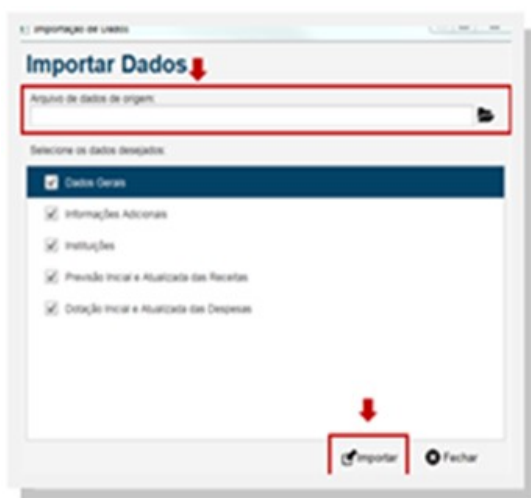 Importação de Dados
Importar Dados
Arquivo de dados de origem:
Selecione os dados desejados:
Dados Gerais
Informações Adicionais
Instituições
Previsão Inicial e Atualizada das Receitas
Dotação Inicial e Atualizada das Despesas
Importar
Fechar